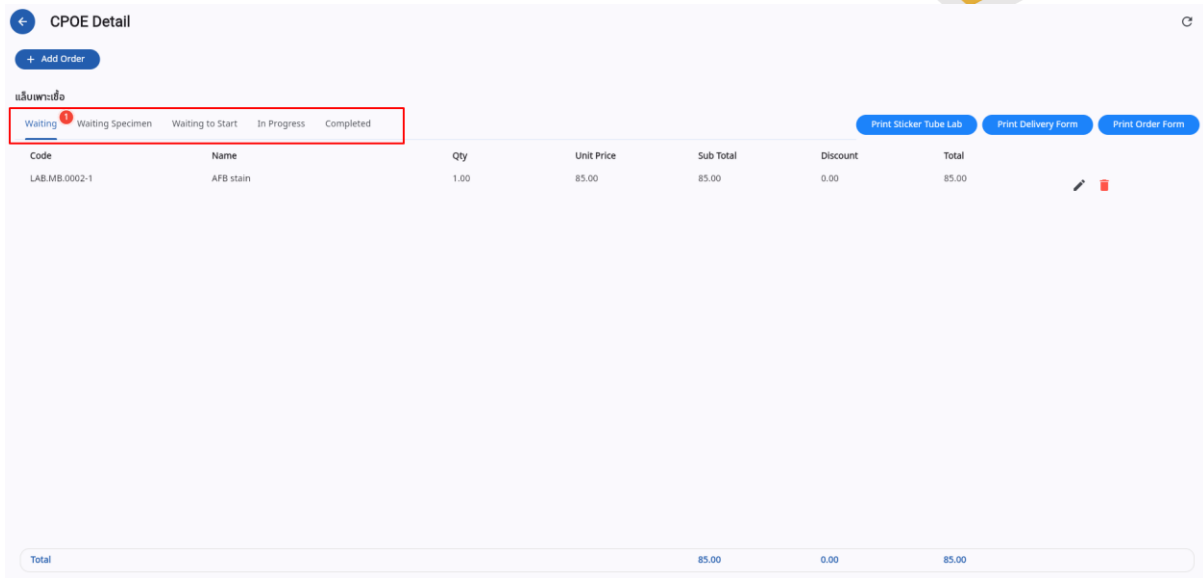 CPOE Detail
+ Add Order
แล็บเพาะเชื้อ
Waiting 1 Waiting Specimen Waiting to Start In Progress Completed Print Sticker Tube Lab Print Delivery Form Print Order Form
Code Name Qty Unit Price Sub Total Discount Total
LAB.MB.0002-1 AFB stain 1.00 85.00 85.00 0.00 85.00
Total 85.00 0.00 85.00